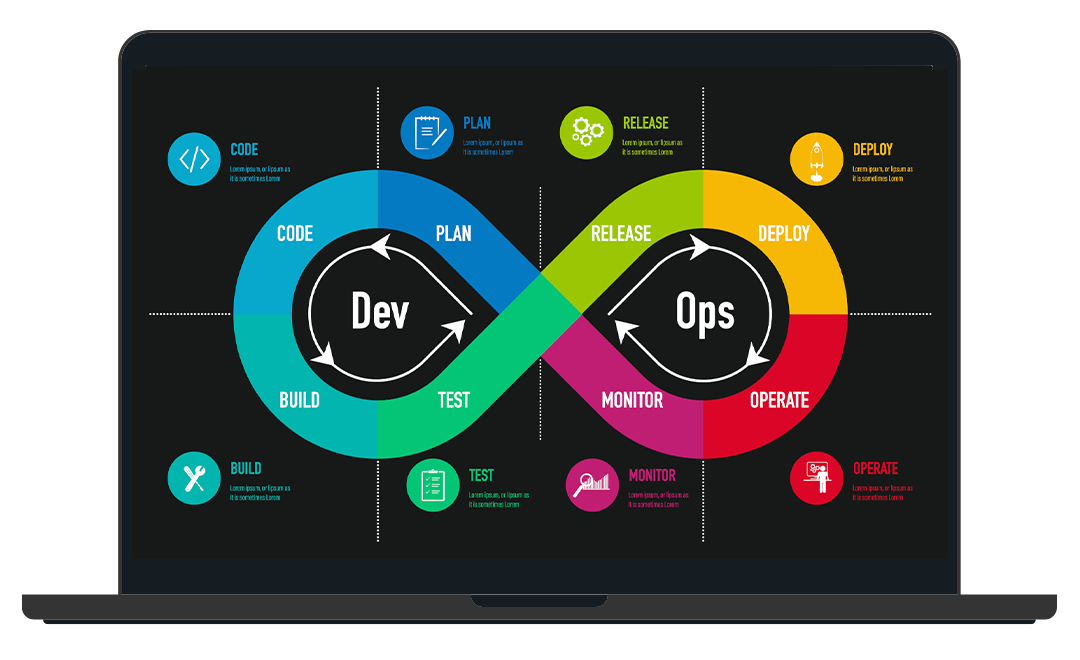 PLAN
Lorem ipsum, or lipsum as
it is sometimes Lorem
RELEASE
Lorem ipsum, or lipsum as
it is sometimes Lorem
CODE
Lorem ipsum, or lipsum as
it is sometimes Lorem
DEPLOY
Lorem ipsum, or lipsum as
it is sometimes Lorem
CODE
PLAN
RELEASE
DEPLOY
Dev
Ops
BUILD
TEST
MONITOR
OPERATE
BUILD
Lorem ipsum, or lipsum as
it is sometimes Lorem
TEST
Lorem ipsum, or lipsum as
it is sometimes Lorem
MONITOR
Lorem ipsum, or lipsum as
it is sometimes Lorem
OPERATE
Lorem ipsum, or lipsum as
it is sometimes Lorem